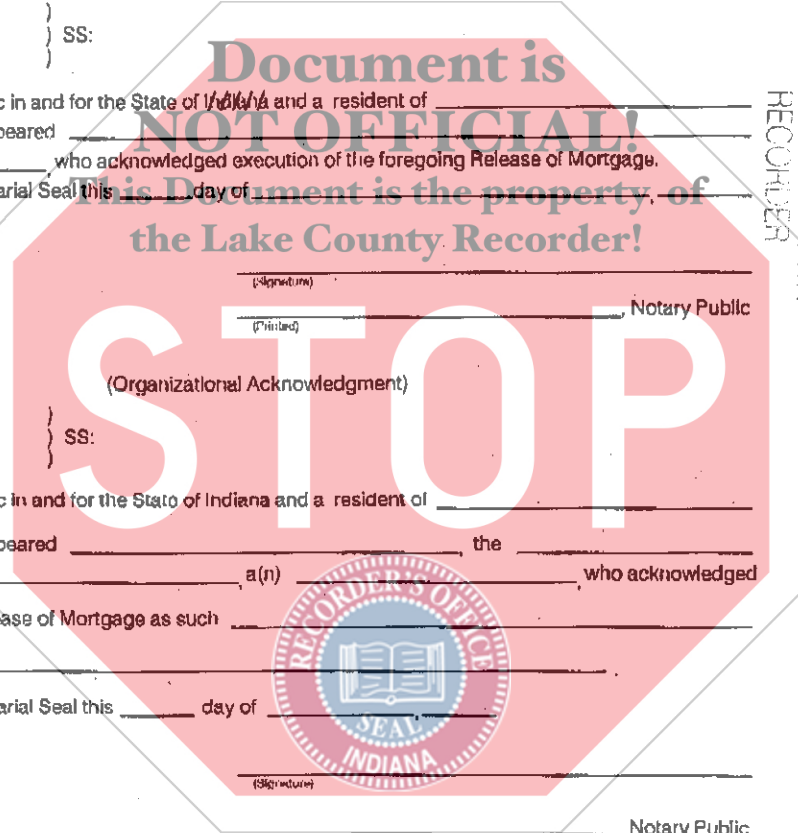 SS:
Document is
c in and for the State of Indiana and a resident of
peared
NOT OFFICIAL!
, who acknowledged execution of the foregoing Release of Mortgage.
arial Seal this day of ,
This Document is the property of
the Lake County Recorder!
RECORDER
(Signature)
, Notary Public
(Printed)
STOP
(Organizational Acknowledgment)
SS:
c in and for the State of Indiana and a resident of
peared , the
, a(n) , who acknowledged
ase of Mortgage as such
.
arial Seal this day of ,
RECORDER'S OFFICE
SEAL
INDIANA
(Signature)
Notary Public